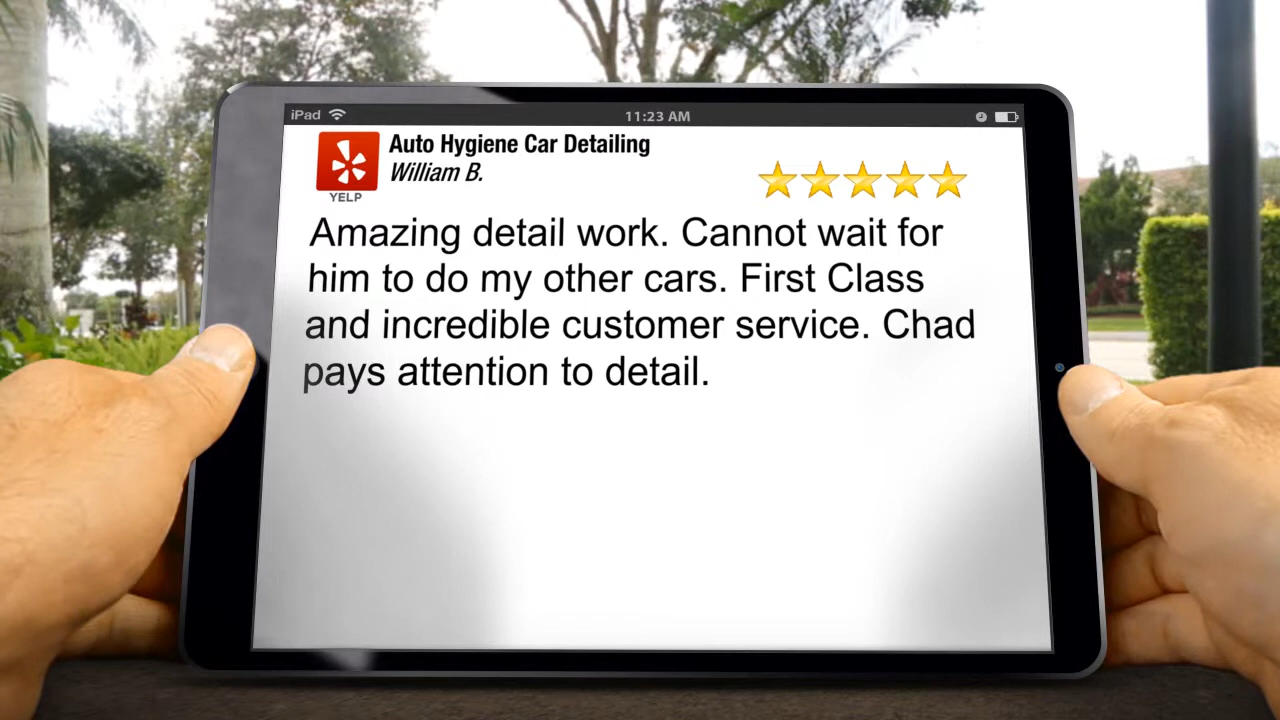 iPad 11:23 AM
Auto Hygiene Car Detailing
William B.
YELP
Amazing detail work. Cannot wait for
him to do my other cars. First Class
and incredible customer service. Chad
pays attention to detail.